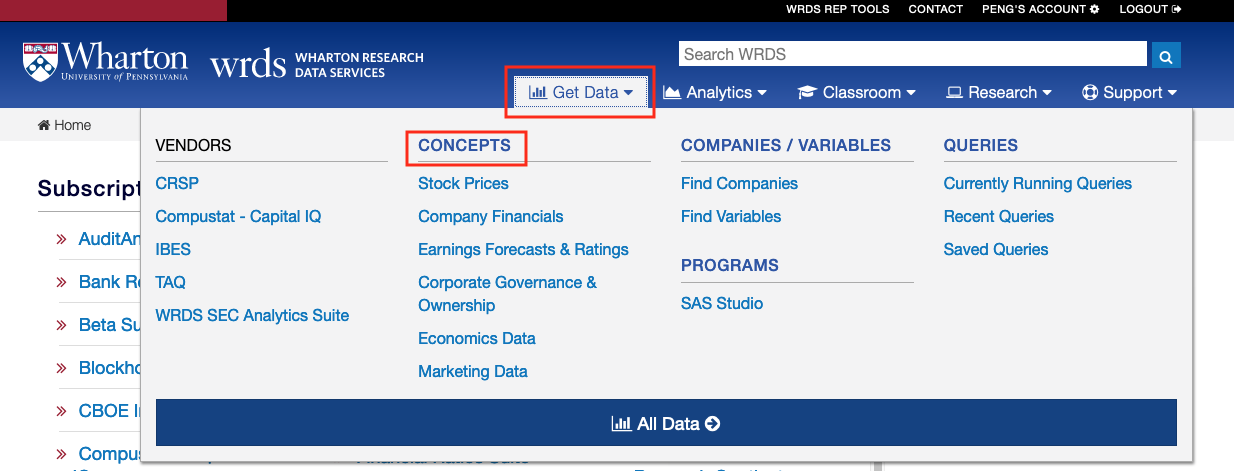 WRDS REP TOOLS CONTACT PENG'S ACCOUNT LOGOUT
Wharton
UNIVERSITY of PENNSYLVANIA
wrds
WHARTON RESEARCH
DATA SERVICES
Search WRDS
Get Data Analytics Classroom Research Support
Home
VENDORS
CRSP
Compustat - Capital IQ
IBES
TAQ
WRDS SEC Analytics Suite
CONCEPTS
Stock Prices
Company Financials
Earnings Forecasts & Ratings
Corporate Governance &
Ownership
Economics Data
Marketing Data
COMPANIES / VARIABLES
Find Companies
Find Variables
PROGRAMS
SAS Studio
QUERIES
Currently Running Queries
Recent Queries
Saved Queries
All Data
Subscript
AuditAn
Bank Re
Beta Su
Blockho
CBOE I
Compus